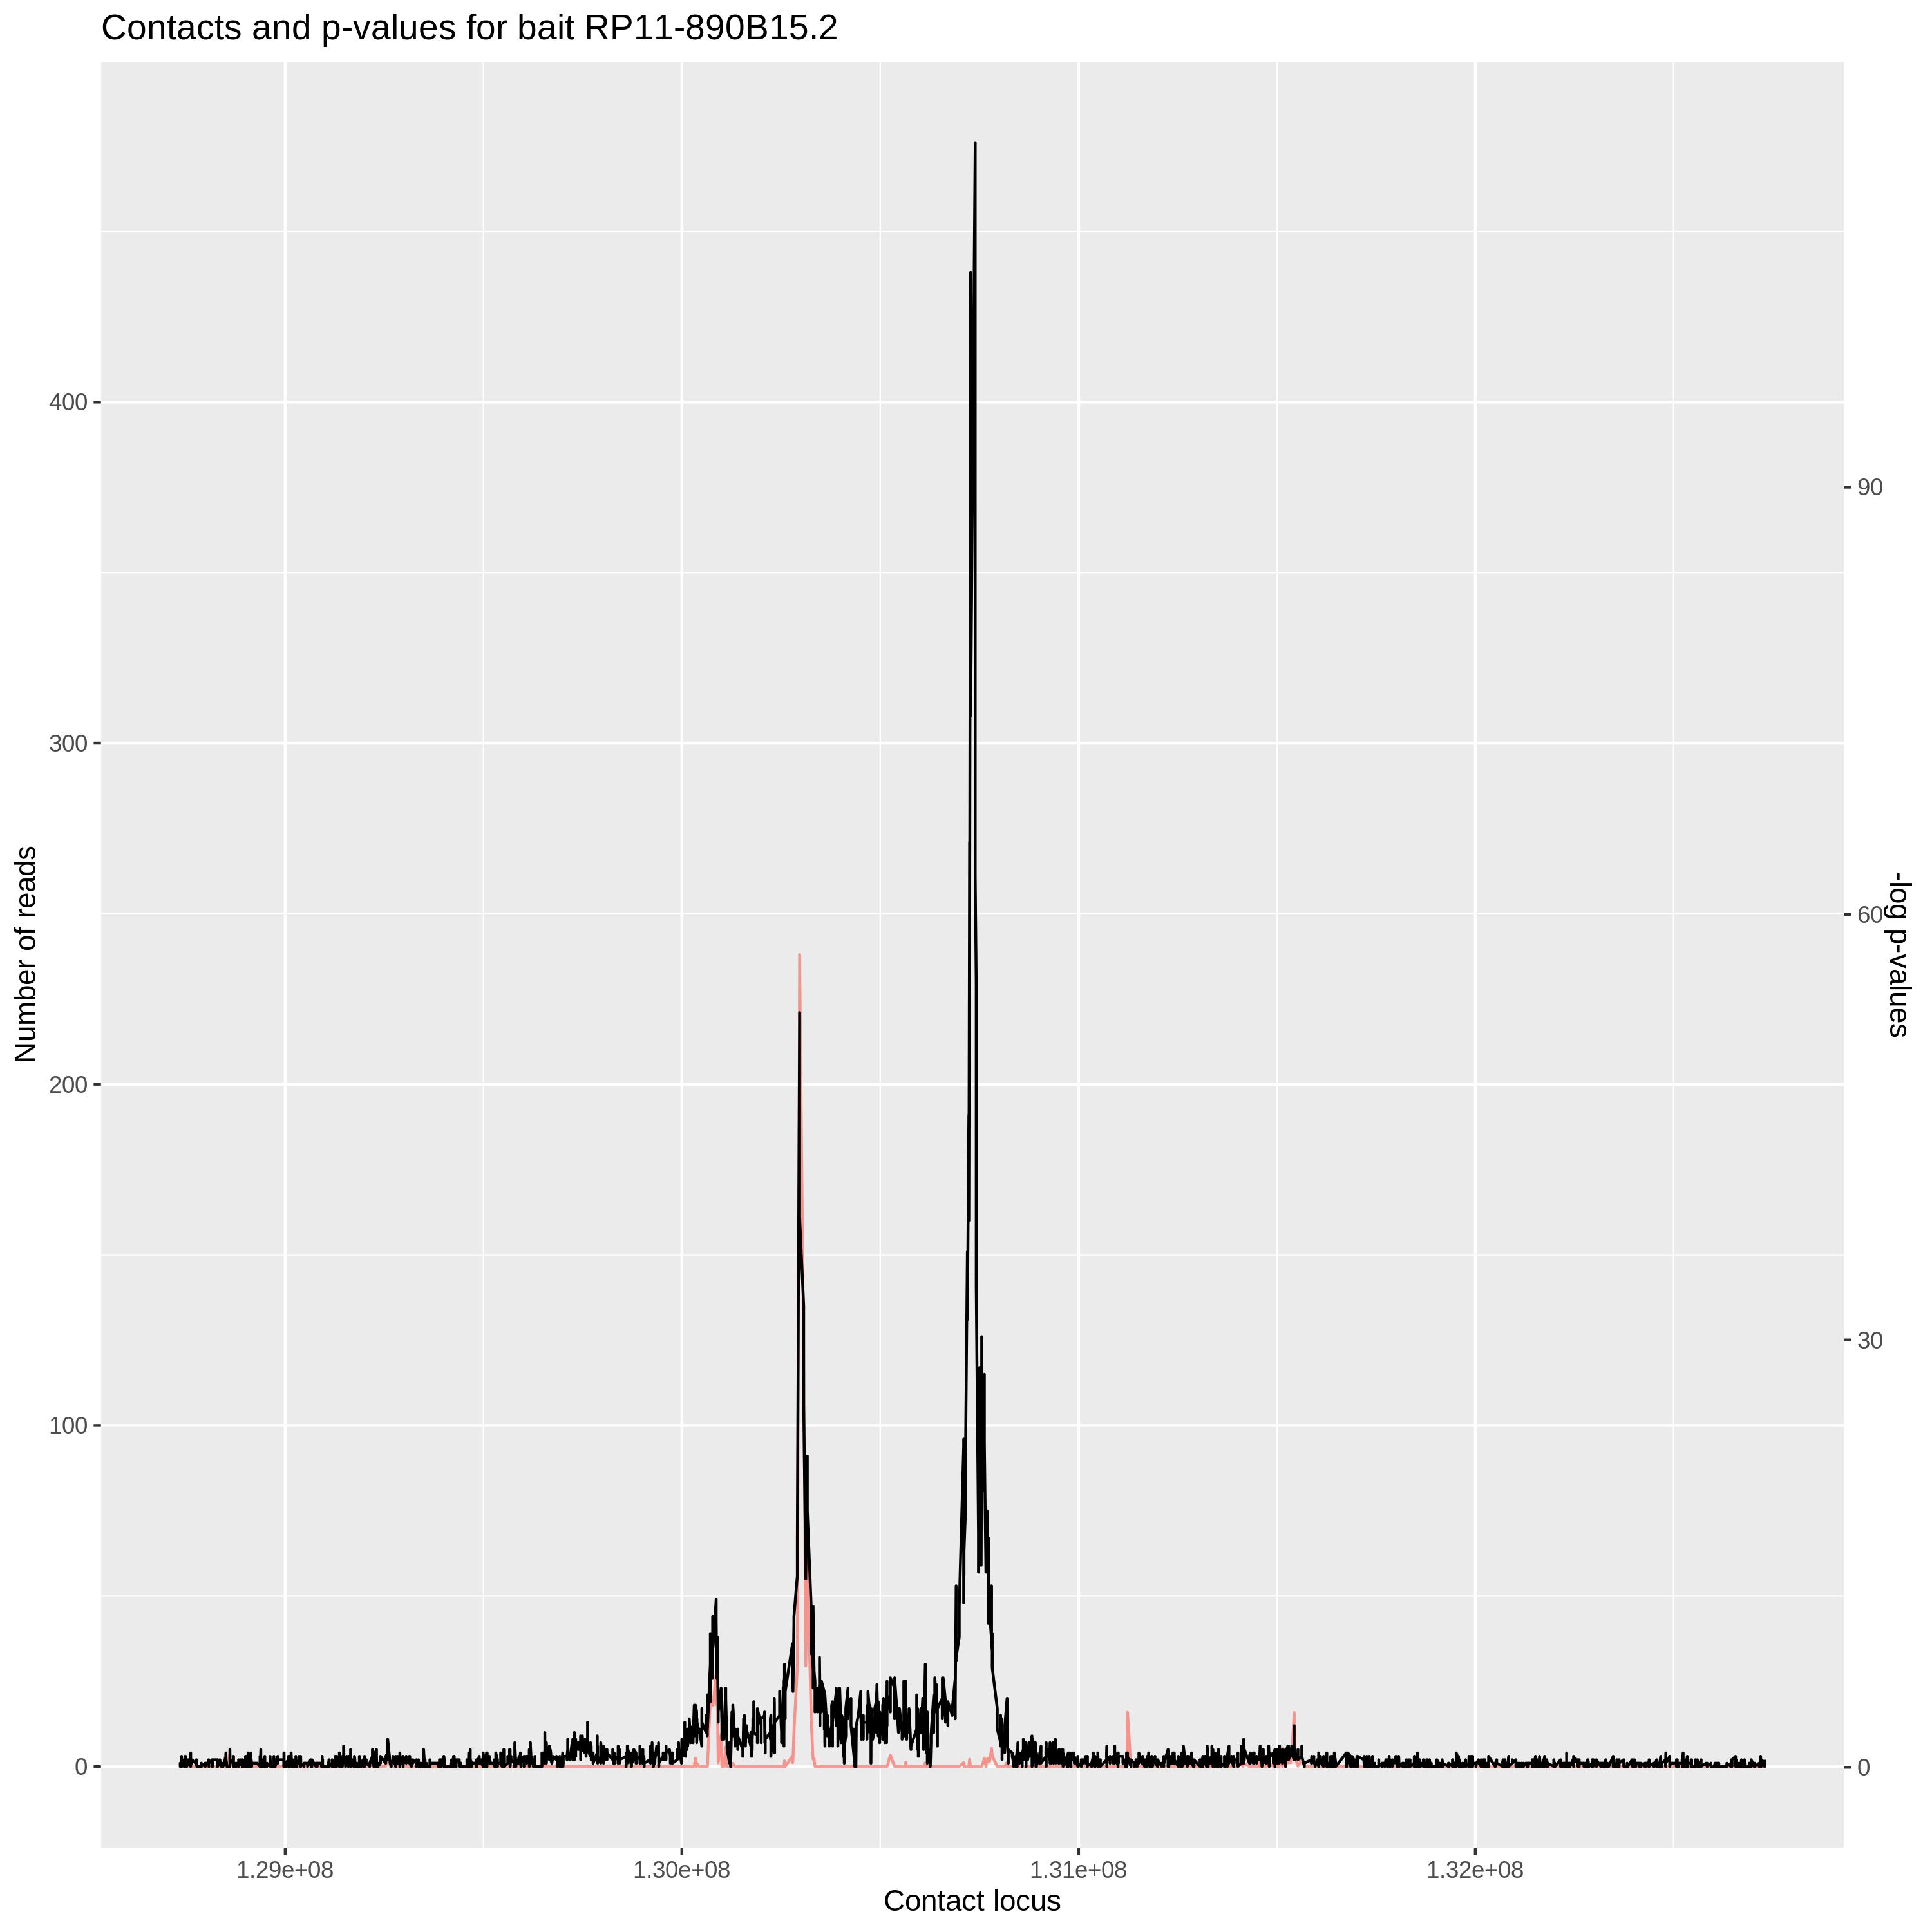 Contacts and p-values for bait RP11-890B15.2
Number of reads
400
300
200
100
0
90
60
30
0
-log p-values
1.29e+08 1.30e+08 1.31e+08 1.32e+08
Contact locus